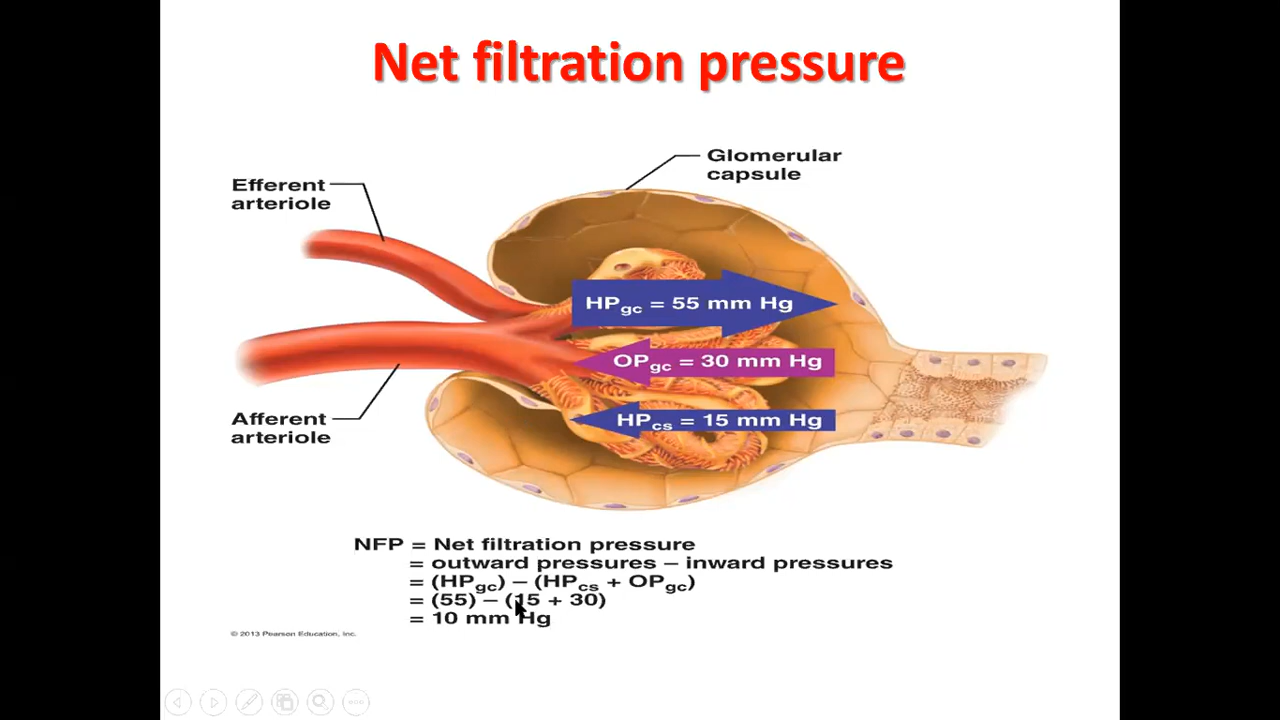 Net filtration pressure
Glomerular
capsule
Efferent
arteriole
HPgc = 55 mm Hg
OPgc = 30 mm Hg
HPcs = 15 mm Hg
Afferent
arteriole
NFP = Net filtration pressure
= outward pressures – inward pressures
= (HPgc) – (HPcs + OPgc)
= (55) – (15 + 30)
= 10 mm Hg
© 2013 Pearson Education, Inc.